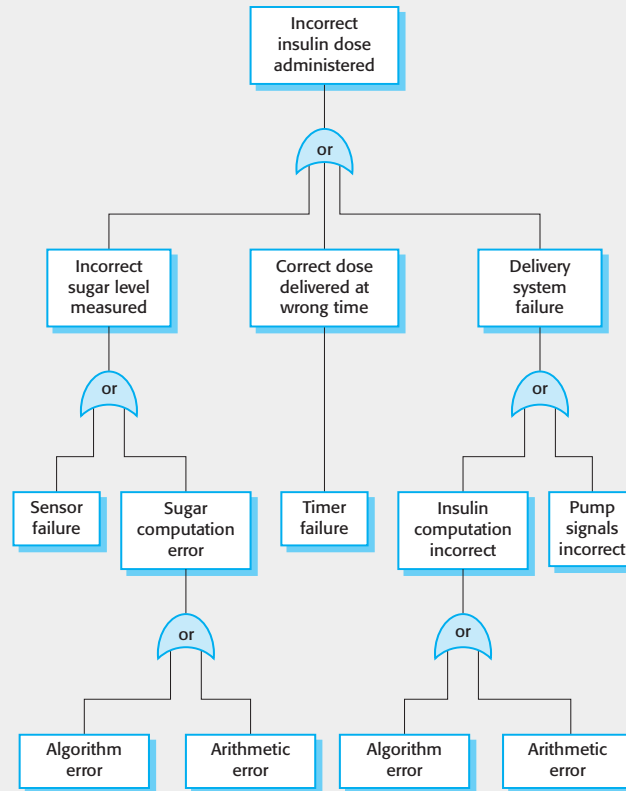 Incorrect
insulin dose
administered
or
Incorrect
sugar level
measured
Correct dose
delivered at
wrong time
Delivery
system
failure
or
or
Sensor
failure
Sugar
computation
error
Timer
failure
Insulin
computation
incorrect
Pump
signals
incorrect
or
or
Algorithm
error
Arithmetic
error
Algorithm
error
Arithmetic
error